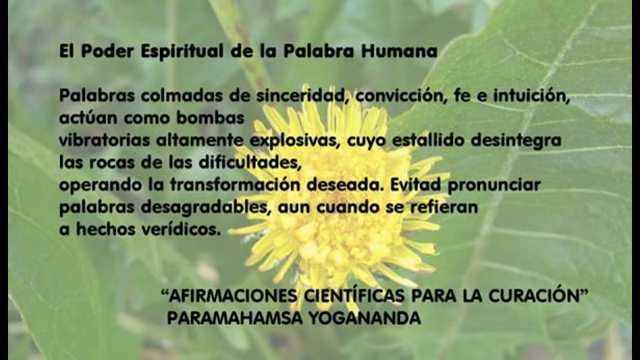 El Poder Espiritual de la Palabra Humana
Palabras colmadas de sinceridad, convicción, fe e intuición,
actúan como bombas
vibratorias altamente explosivas, cuyo estallido desintegra
las rocas de las dificultades,
operando la transformación deseada. Evitad pronunciar
palabras desagradables, aun cuando se refieran
a hechos verídicos.
“AFIRMACIONES CIENTÍFICAS PARA LA CURACIÓN”
PARAMAHAMSA YOGANANDA